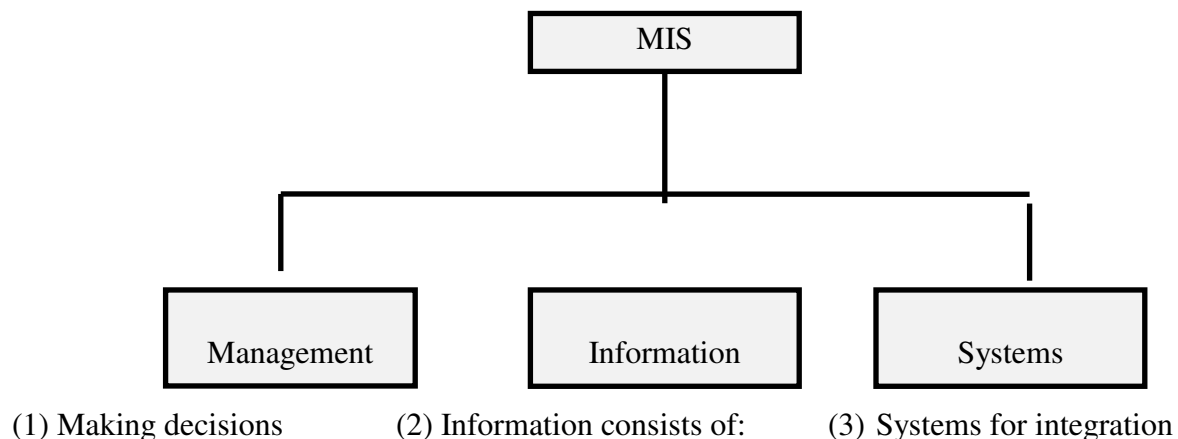 MIS
Management
Information
Systems
(1) Making decisions
(2) Information consists of:
(3) Systems for integration